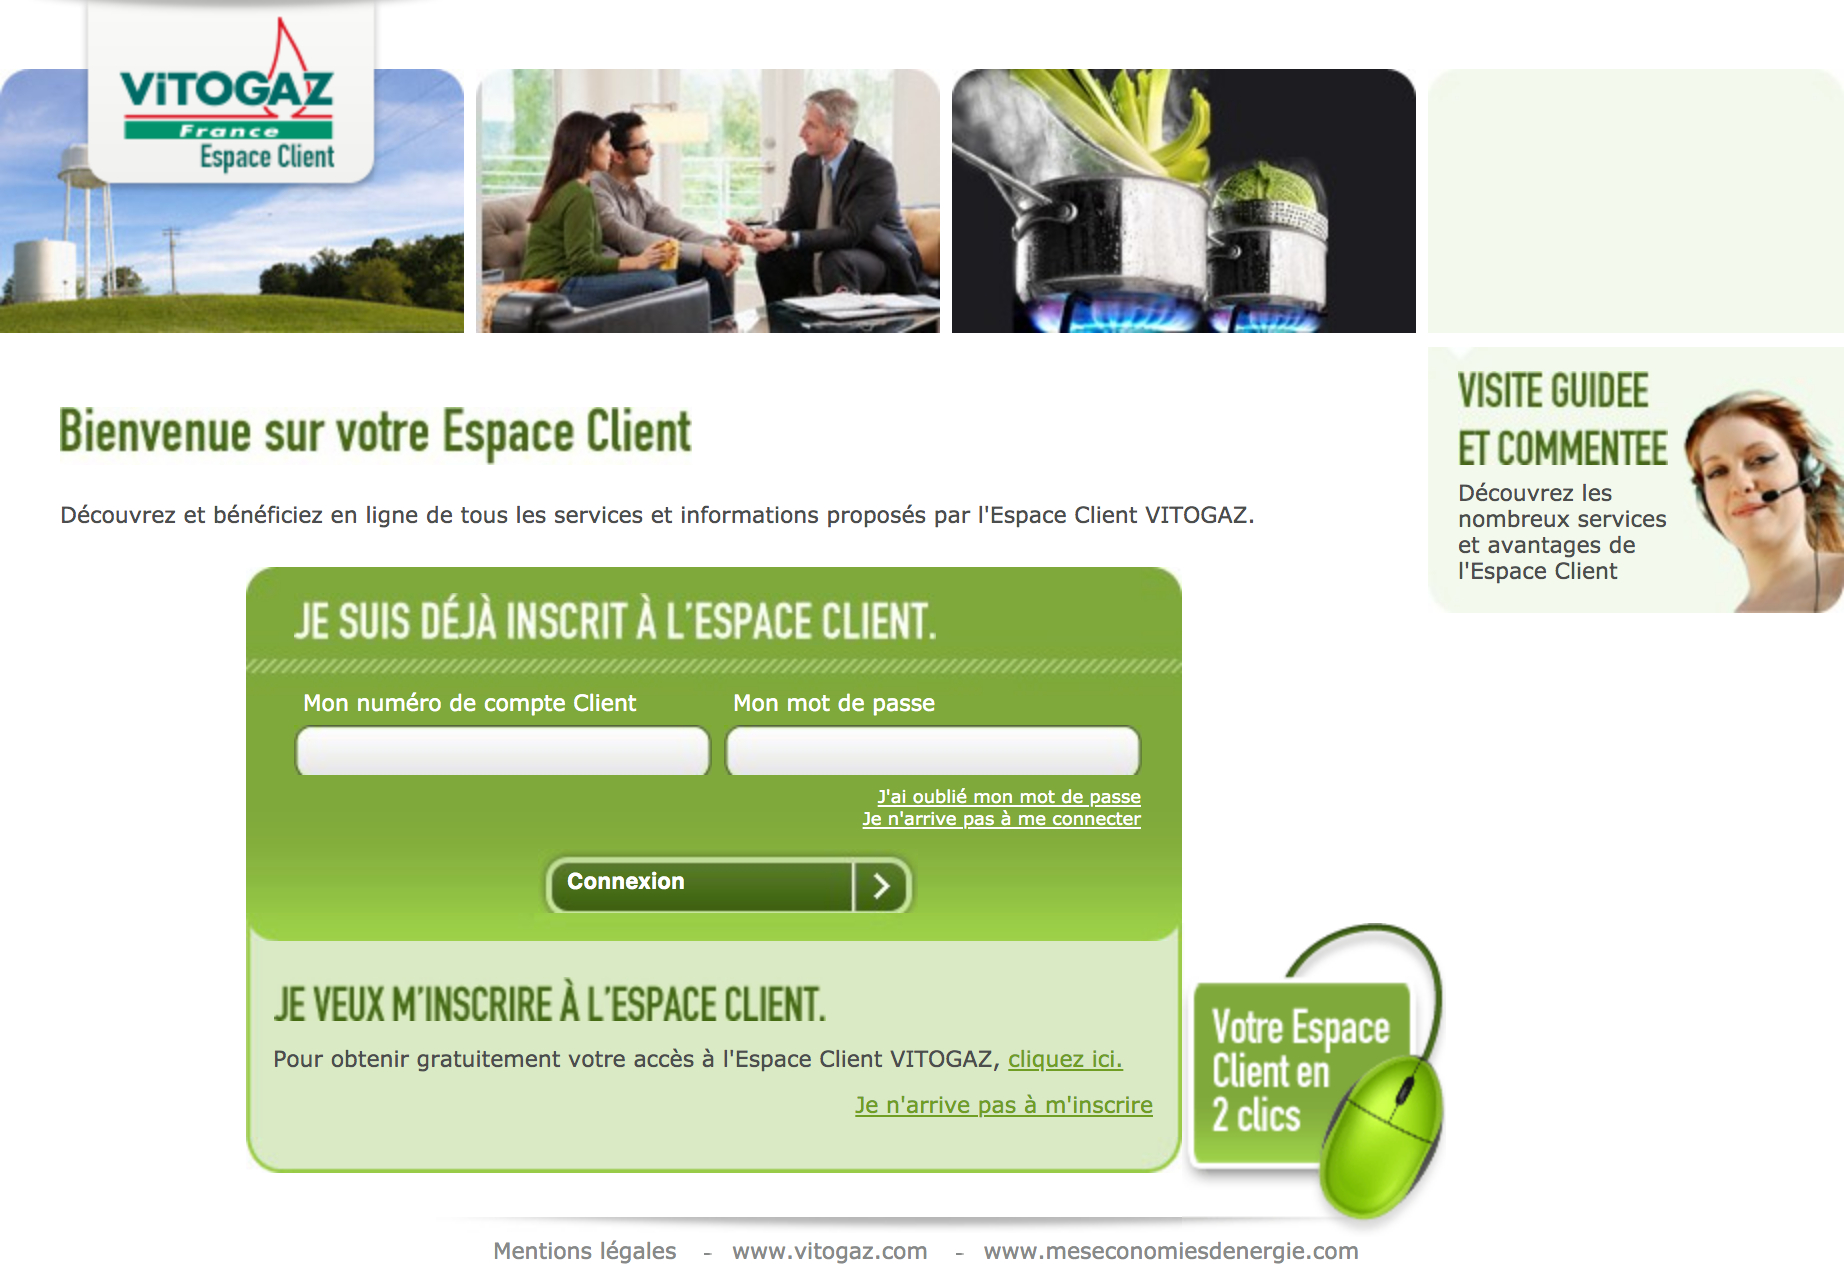 ViTOGAZ
France
Espace Client
VISITE GUIDEE
ET COMMENTEE
Découvrez les
nombreux services
et avantages de
l'Espace Client
Bienvenue sur votre Espace Client
Découvrez et bénéficiez en ligne de tous les services et informations proposés par l'Espace Client VITOGAZ.
JE SUIS DÉJÀ INSCRIT À L'ESPACE CLIENT.
Mon numéro de compte Client
Mon mot de passe
J'ai oublié mon mot de passe
Je n'arrive pas à me connecter
Connexion
JE VEUX M'INSCRIRE À L'ESPACE CLIENT.
Pour obtenir gratuitement votre accès à l'Espace Client VITOGAZ, cliquez ici.
Je n'arrive pas à m'inscrire
Votre Espace
Client en
2 clics
Mentions légales - www.vitogaz.com - www.meseconomiesdenergie.com